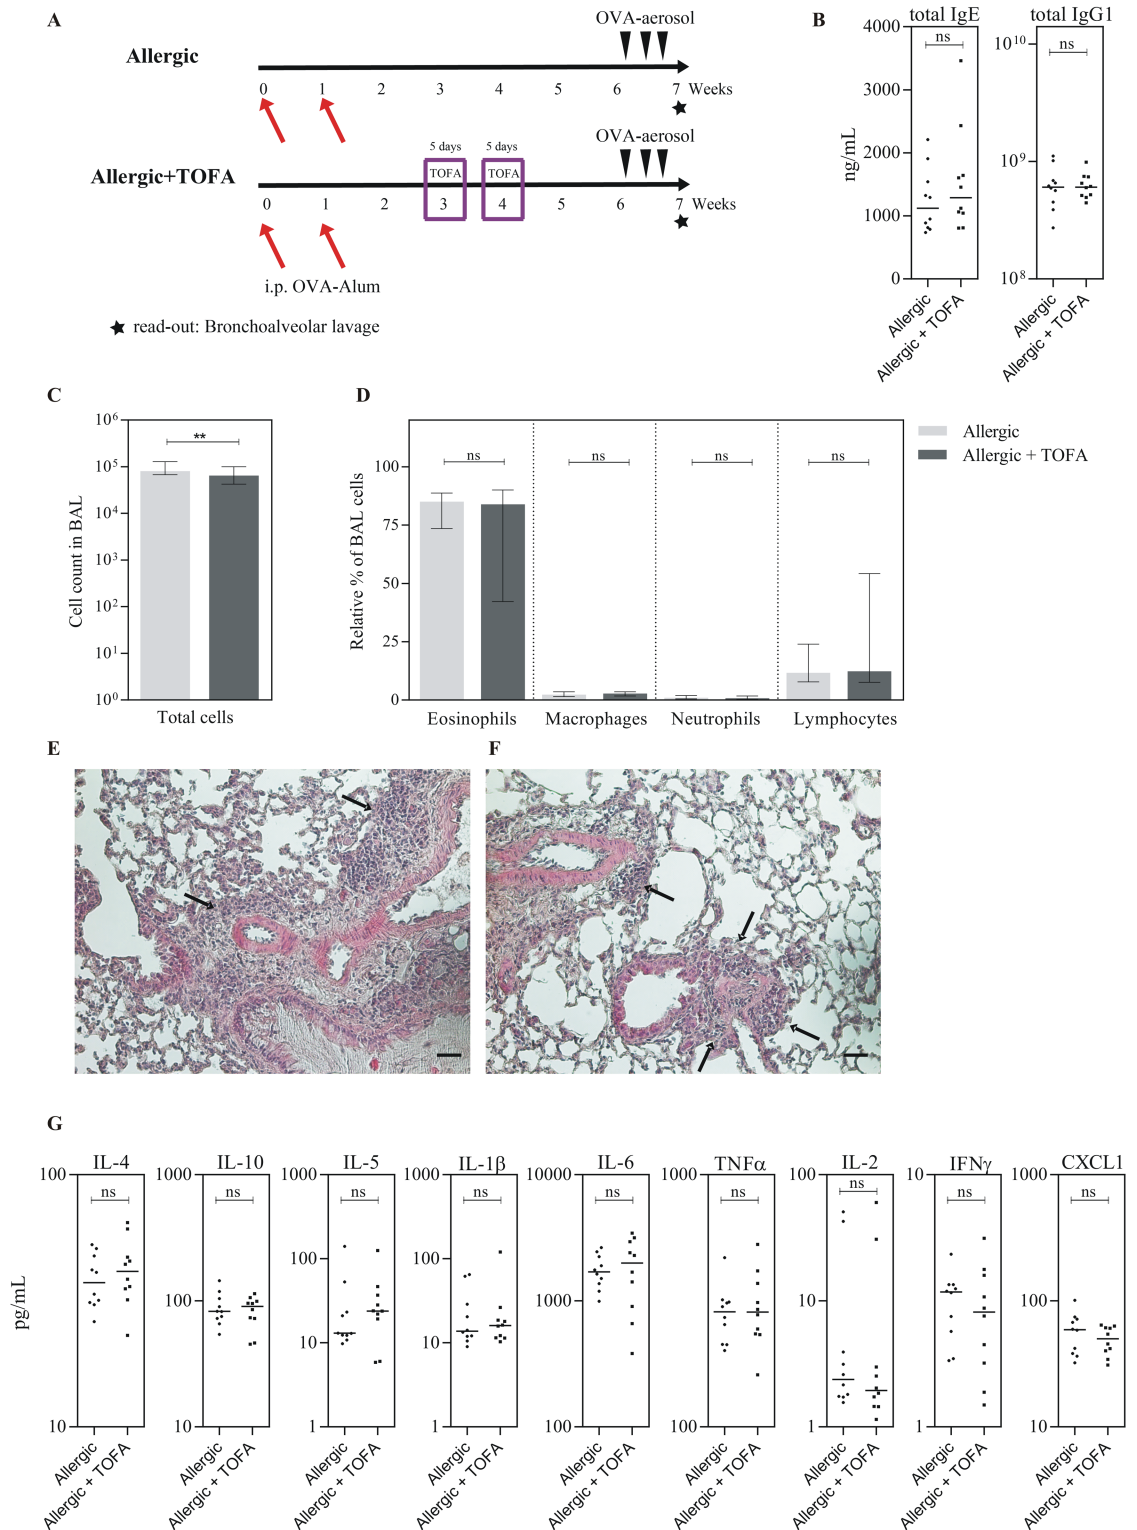 A
OVA-aerosol
Allergic
0 1 2 3 4 5 6 7 Weeks
OVA-aerosol
5 days 5 days
Allergic+TOFA
TOFA TOFA
0 1 2 3 4 5 6 7 Weeks
i.p. OVA-Alum
read-out: Bronchoalveolar lavage
B
total IgE total IgG1
ns ns
ng/mL
4000
3000
2000
1000
0
10¹⁰
10⁹
10⁸
Allergic
Allergic + TOFA
Allergic
Allergic + TOFA
C
Cell count in BAL
10⁶
10⁵
10⁴
10³
10²
10¹
10⁰
**
Total cells
D
Relative % of BAL cells
100
75
50
25
0
ns ns ns ns
Eosinophils Macrophages Neutrophils Lymphocytes
Allergic
Allergic + TOFA
E
F
G
pg/mL
IL-4
100
10
ns
Allergic
Allergic + TOFA
IL-10
1000
100
10
ns
Allergic
Allergic + TOFA
IL-5
1000
100
10
1
ns
Allergic
Allergic + TOFA
IL-1β
1000
100
10
1
ns
Allergic
Allergic + TOFA
IL-6
10000
1000
100
ns
Allergic
Allergic + TOFA
TNFα
1000
100
ns
Allergic
Allergic + TOFA
IL-2
100
10
1
ns
Allergic
Allergic + TOFA
IFNγ
10
1
ns
Allergic
Allergic + TOFA
CXCL1
1000
100
10
ns
Allergic
Allergic + TOFA